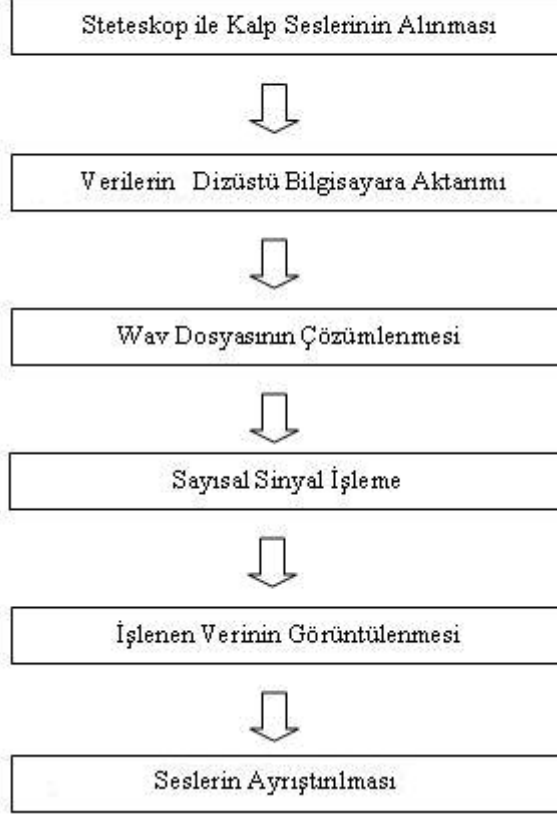 Steteskop ile Kalp Seslerinin Alınması
Verilerin Dizüstü Bilgisayara Aktarımı
Wav Dosyasının Çözümlenmesi
Sayısal Sinyal İşleme
İşlenen Verinin Görüntülenmesi
Seslerin Ayrıştırılması